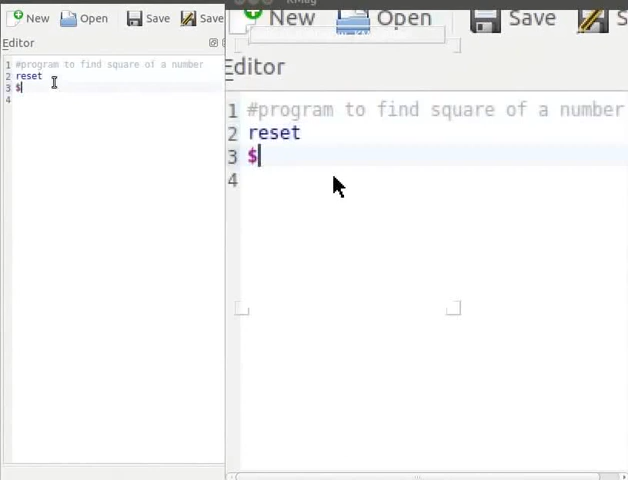 New Open Save Save
Editor
1 #program to find square of a number
2 reset
3 $
4
KMag
New Open Save S
Editor
1 #program to find square of a number
2 reset
3 $
4